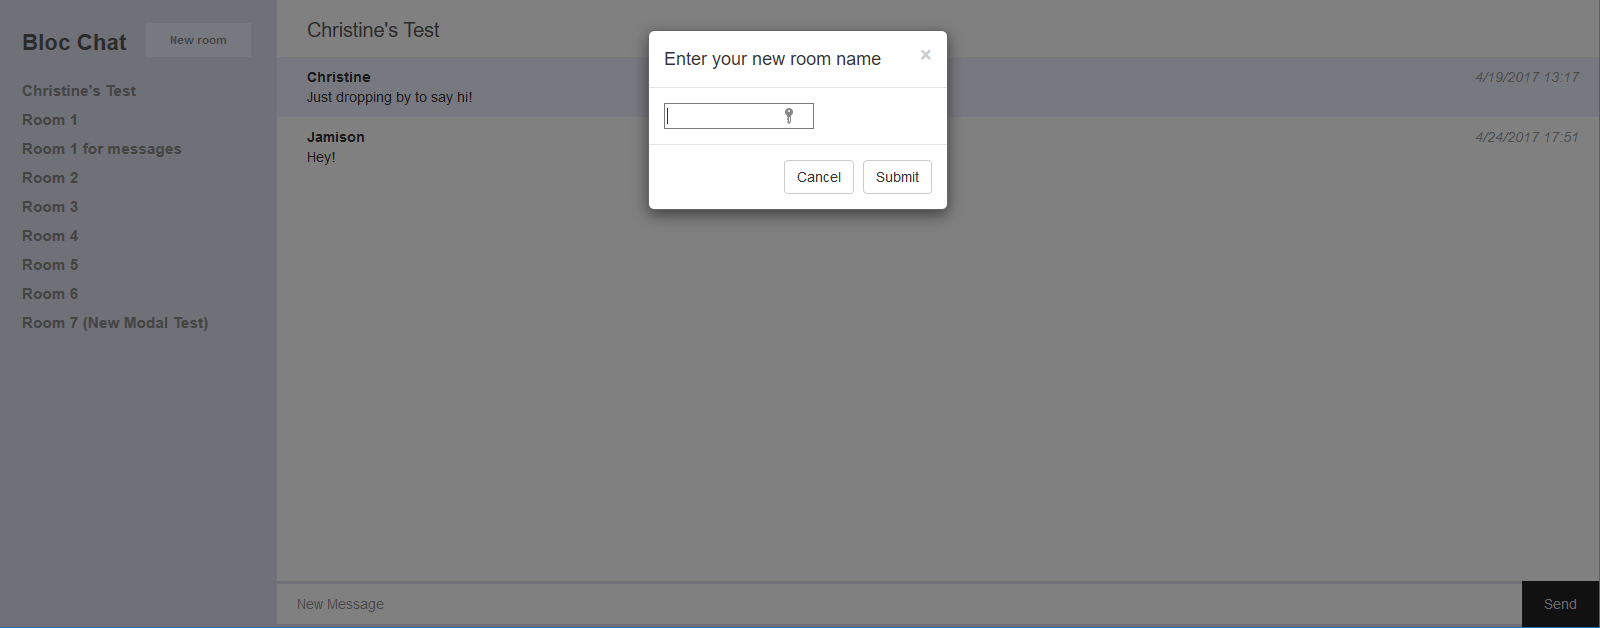 Bloc Chat
New room
Christine's Test
Room 1
Room 1 for messages
Room 2
Room 3
Room 4
Room 5
Room 6
Room 7 (New Modal Test)
Christine's Test
Christine 4/19/2017 13:17
Just dropping by to say hi!
Jamison 4/24/2017 17:51
Hey!
Enter your new room name ×
Cancel Submit
New Message Send